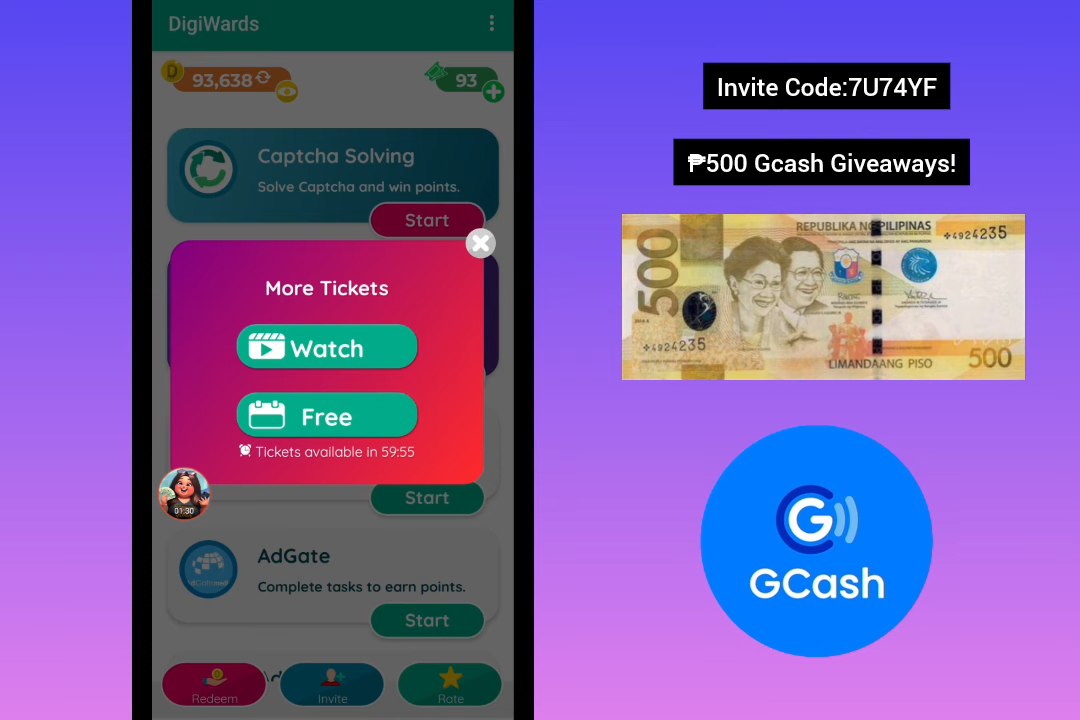 DigiWards
D
93,638
93
Captcha Solving
Solve Captcha and win points.
Start
More Tickets
Watch
Free
Tickets available in 59:55
01:30
Start
AdGate
Complete tasks to earn points.
Start
Redeem
Invite
Rate
Invite Code:7U74YF
₱500 Gcash Giveaways!
REPUBLIKA NG PILIPINAS
4924235
500
4924235
LIMANDAANG PISO
500
G
GCash